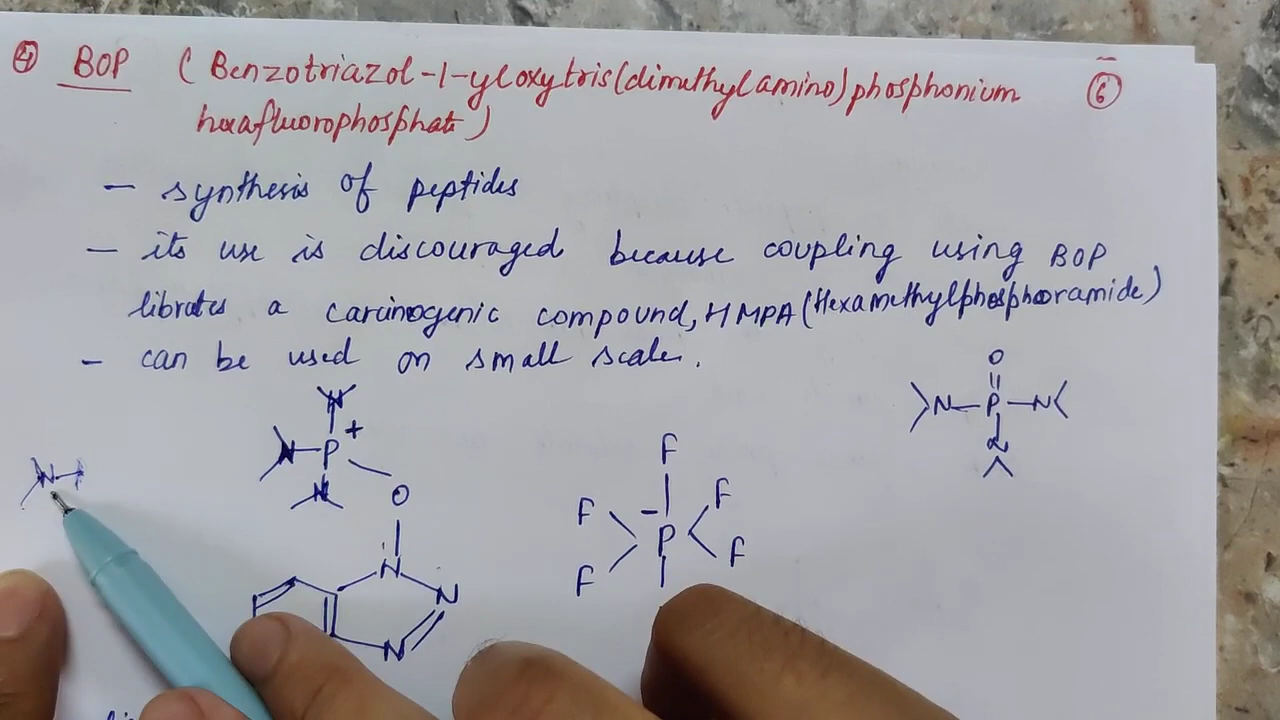 ④ BOP (Benzotriazol-1-yloxytris(dimethylamino)phosphonium ⑥
hexafluorophosphate)
- synthesis of peptides
- its use is discouraged because coupling using BOP
librates a carcinogenic compound, HMPA (Hexamethylphosphoramide)
- can be used on small scale.
O
N
N P+
N P N
N
N
F
N
O
F F
P
F F
N
N
N